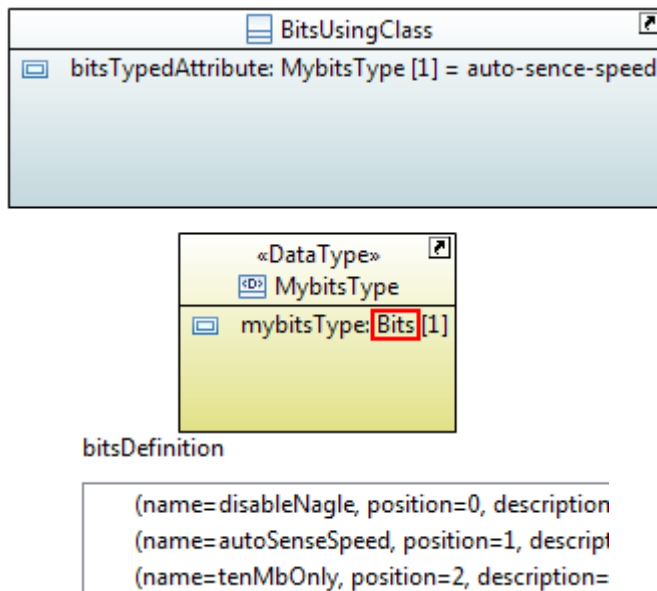 BitsUsingClass
bitsTypedAttribute: MybitsType [1] = auto-sence-speed
«DataType»
MybitsType
mybitsType: Bits [1]
bitsDefinition
(name=disableNagle, position=0, description
(name=autoSenseSpeed, position=1, descript
(name=tenMbOnly, position=2, description=